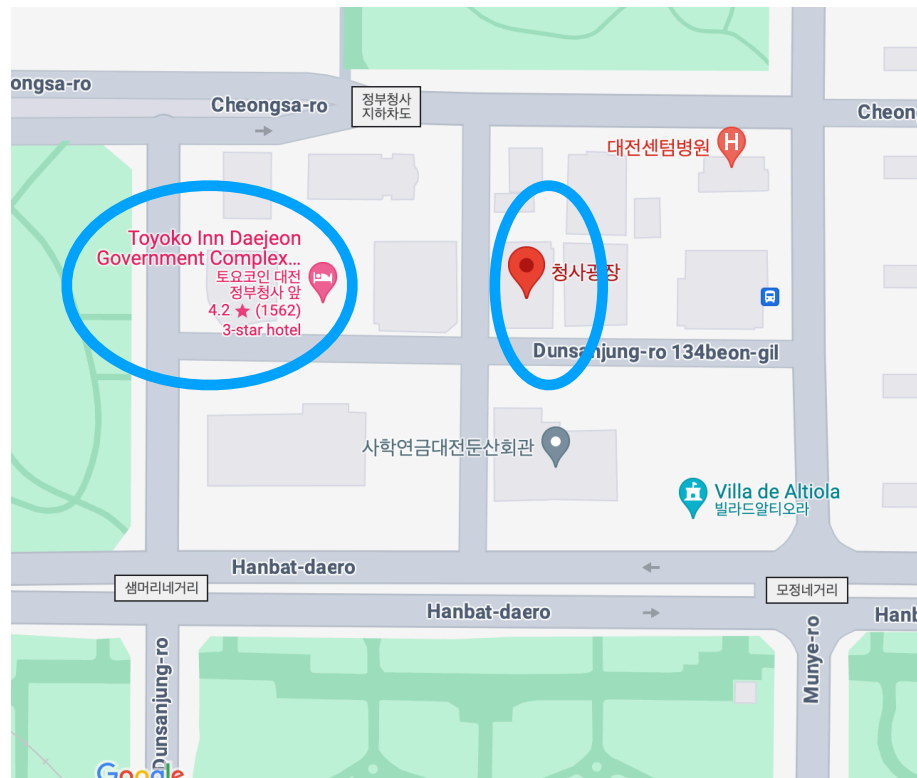 ongsa-ro
Cheongsa-ro
정부청사
지하차도
Cheon
대전센텀병원
H
Toyoko Inn Daejeon
Government Complex...
토요코인 대전
정부청사 앞
4.2 ★ (1562)
3-star hotel
청사광장
Dunsanjung-ro 134beon-gil
사학연금대전둔산회관
Villa de Altiola
빌라드알티오라
Hanbat-daero
샘머리네거리
모정네거리
Hanbat-daero
Hanb
Dunsanjung-ro
Munye-ro
Google